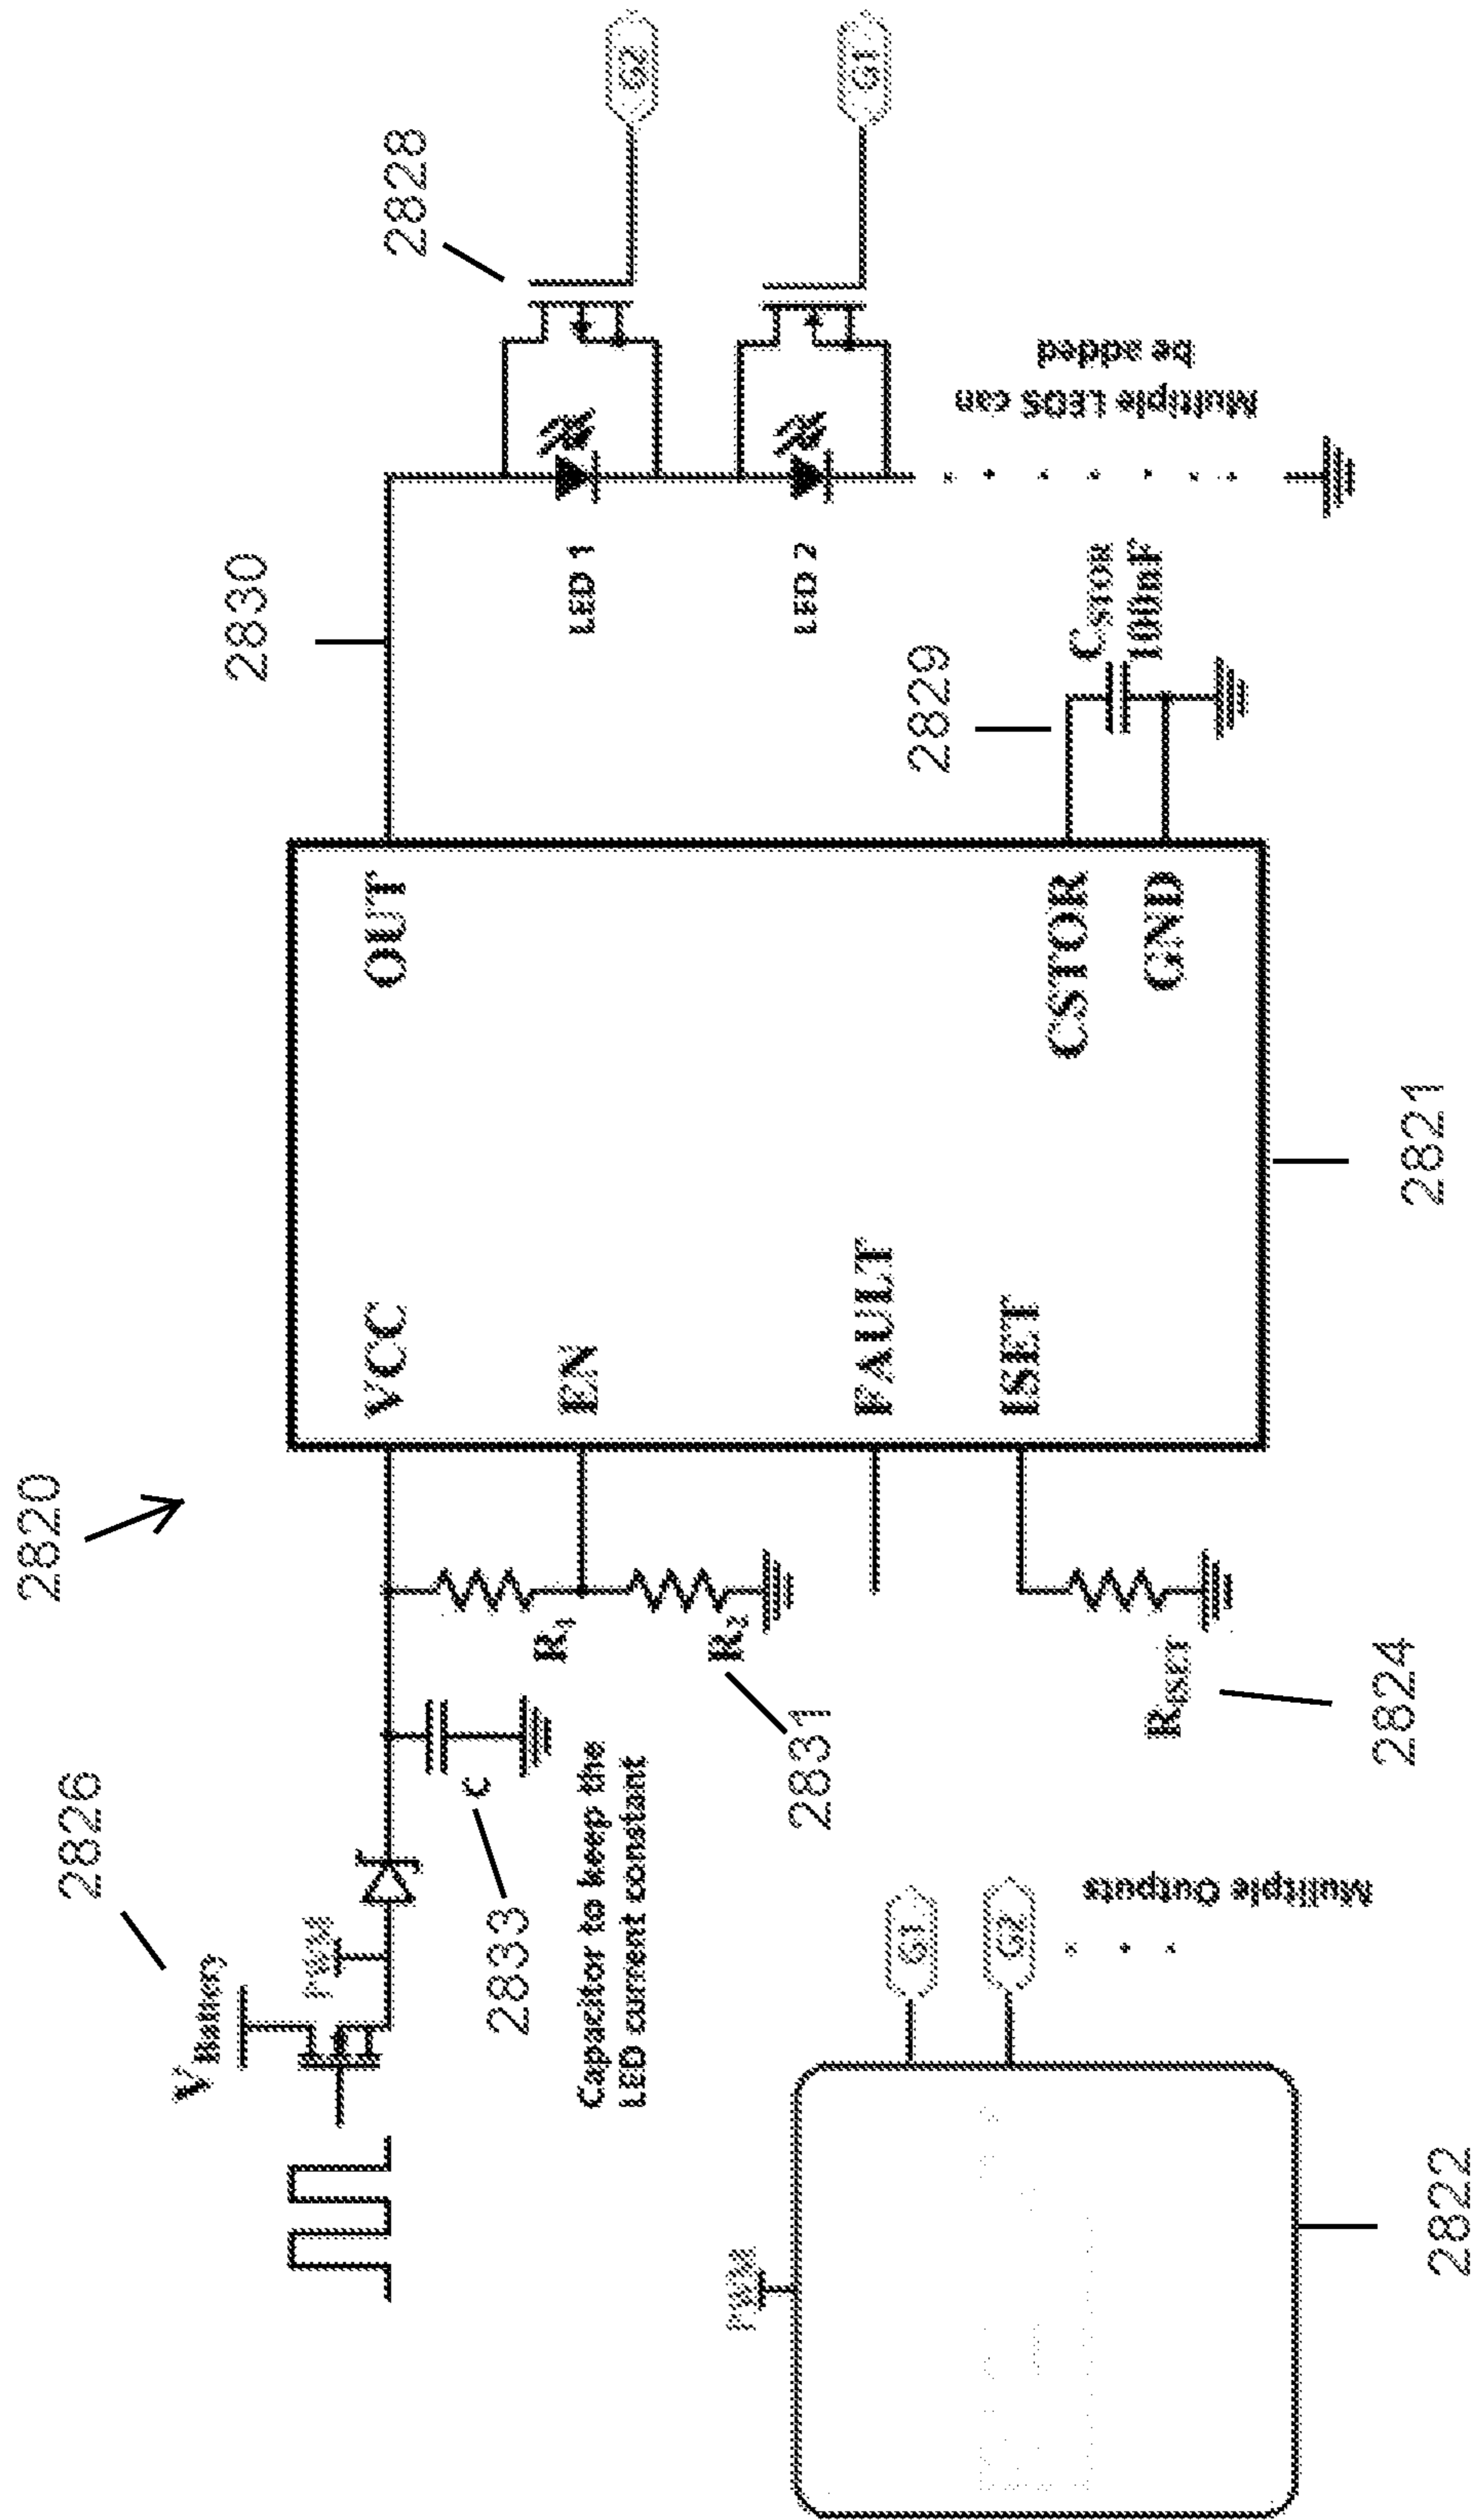 2820
2826
V Battery
PWM
2833
C
Capacitor to keep the
LED current constant
R1
R2
2831
VCC
EN
FAULT
ISET
RISET
2824
OUT
CSTOR
GND
2821
2830
2829
CSTOR
100nF
LED 1
LED 2
2828
G2
G1
Multiple LEDS can
be added
PWM
G1
G2
Multiple Outputs
2822